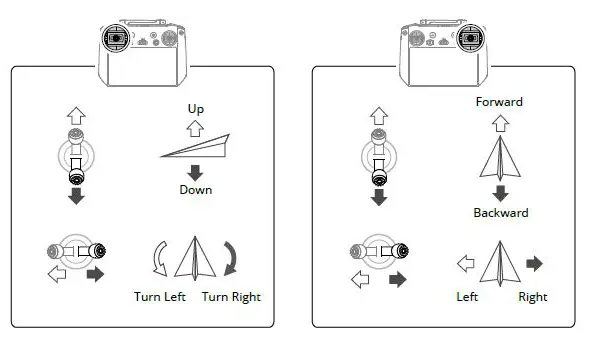 Up
Down
Turn Left Turn Right
Forward
Backward
Left Right